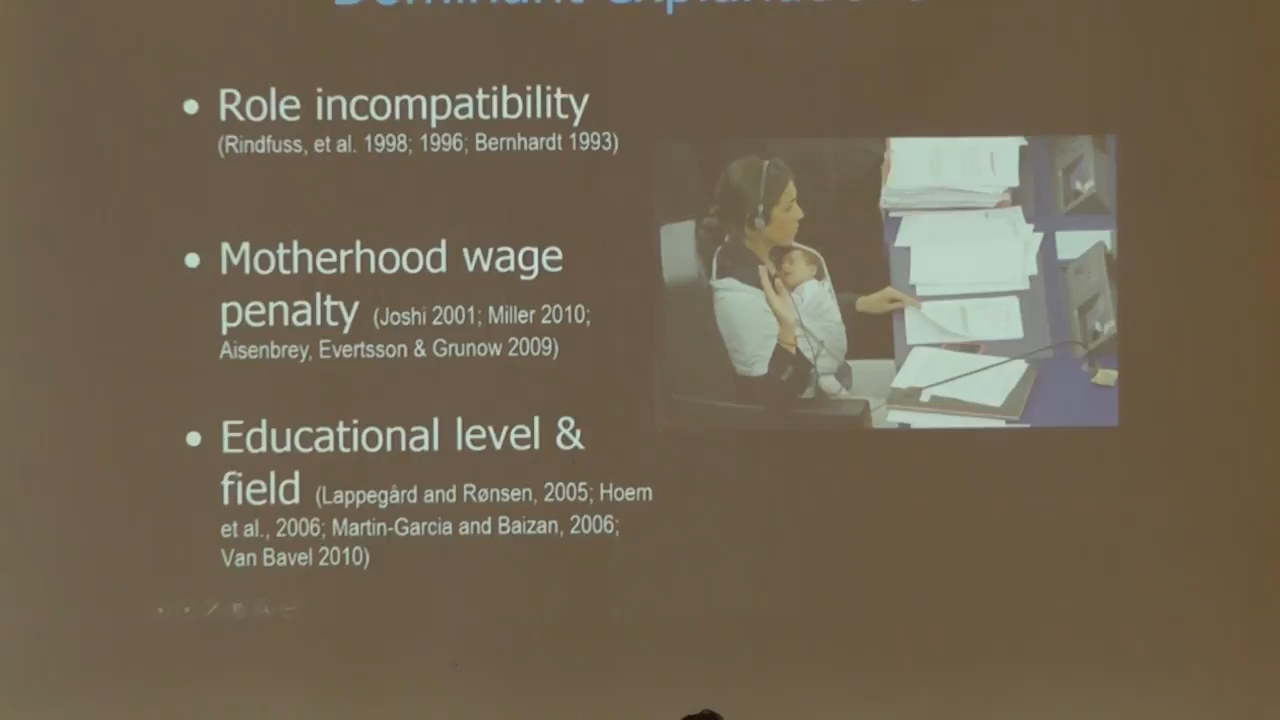 • Role incompatibility
(Rindfuss, et al. 1998; 1996; Bernhardt 1993)
• Motherhood wage
penalty (Joshi 2001; Miller 2010;
Aisenbrey, Evertsson & Grunow 2009)
• Educational level &
field (Lappegård and Rønsen, 2005; Hoem
et al., 2006; Martin-Garcia and Baizan, 2006;
Van Bavel 2010)